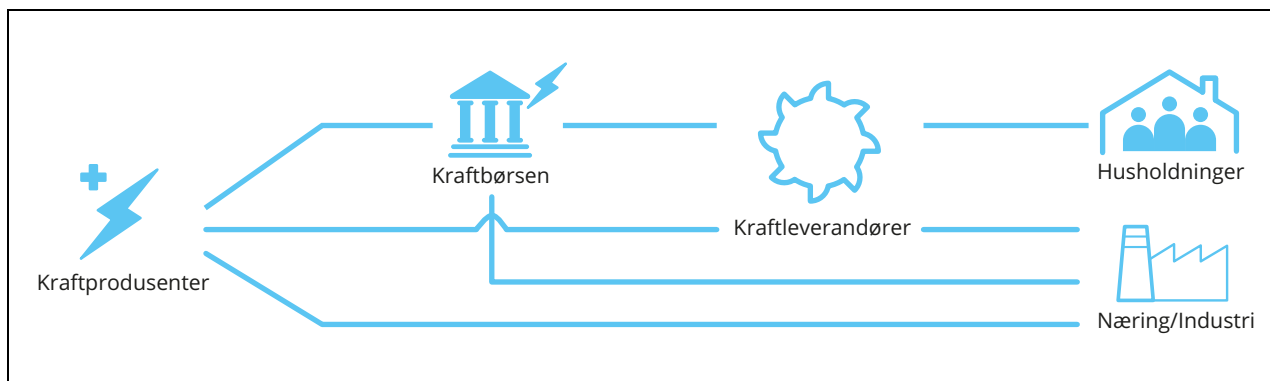 Kraftbørsen
Husholdninger
Kraftleverandører
Kraftprodusenter
Næring/Industri